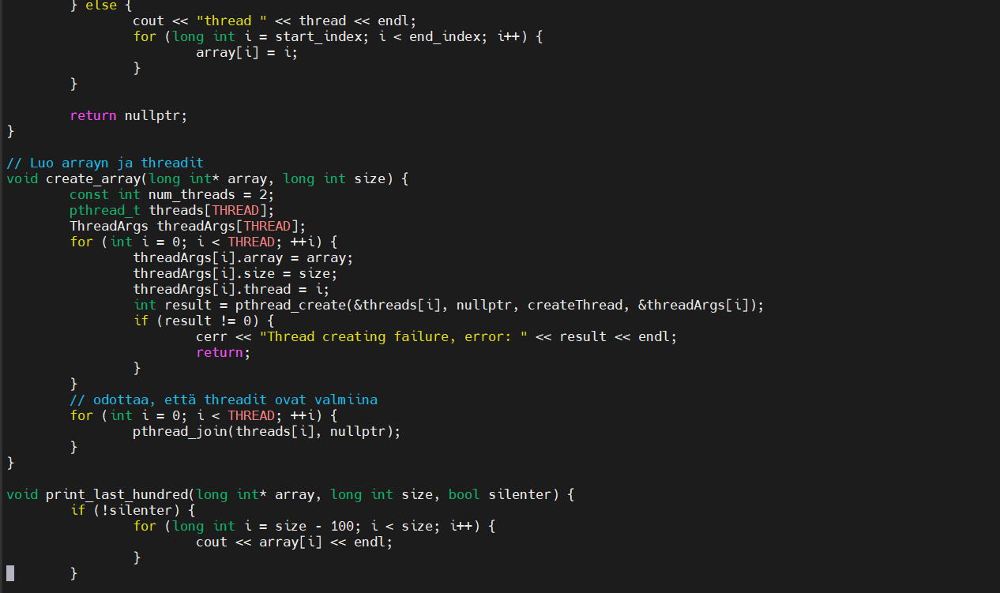 } else {
                cout << "thread " << thread << endl;
                for (long int i = start_index; i < end_index; i++) {
                        array[i] = i;
                }
        }

        return nullptr;
}

// Luo arrayn ja threadit
void create_array(long int* array, long int size) {
        const int num_threads = 2;
        pthread_t threads[THREAD];
        ThreadArgs threadArgs[THREAD];
        for (int i = 0; i < THREAD; ++i) {
                threadArgs[i].array = array;
                threadArgs[i].size = size;
                threadArgs[i].thread = i;
                int result = pthread_create(&threads[i], nullptr, createThread, &threadArgs[i]);
                if (result != 0) {
                        cerr << "Thread creating failure, error: " << result << endl;
                        return;
                }
        }
        // odottaa, että threadit ovat valmiina
        for (int i = 0; i < THREAD; ++i) {
                pthread_join(threads[i], nullptr);
        }
}

void print_last_hundred(long int* array, long int size, bool silenter) {
        if (!silenter) {
                for (long int i = size - 100; i < size; i++) {
                        cout << array[i] << endl;
                }
        }